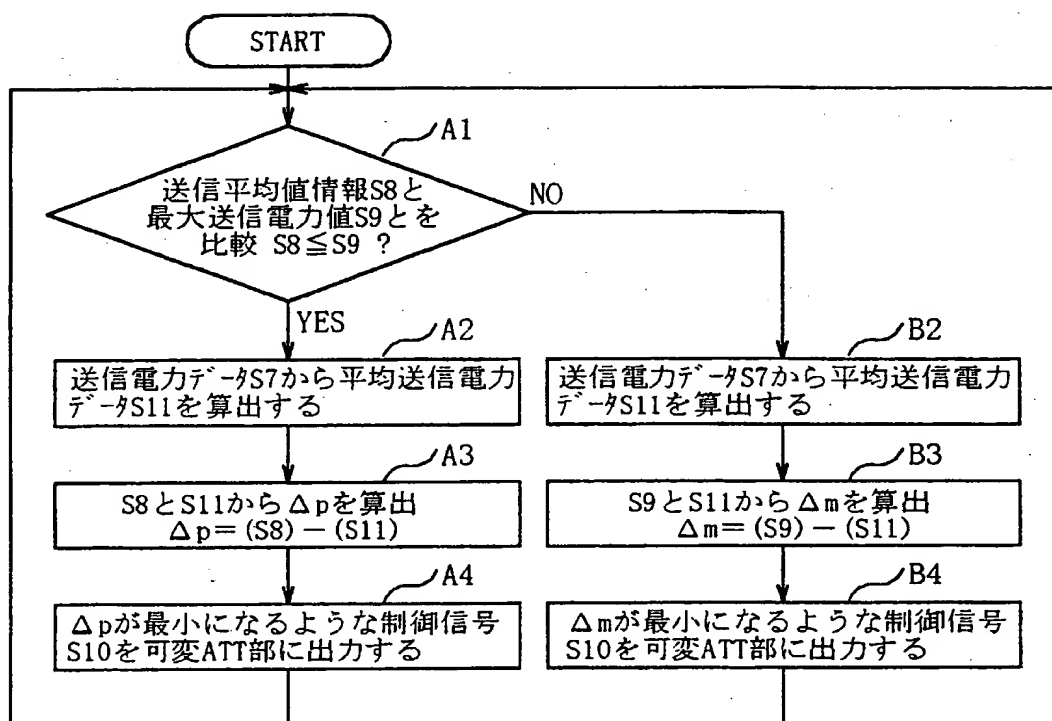 START
A1
送信平均値情報S8と
最大送信電力値S9とを
比較 S8≦S9 ?
NO
YES
A2
送信電力データS7から平均送信電力
データS11を算出する
A3
S8とS11からΔpを算出
Δp=(S8)-(S11)
A4
Δpが最小になるような制御信号
S10を可変ATT部に出力する
B2
送信電力データS7から平均送信電力
データS11を算出する
B3
S9とS11からΔmを算出
Δm=(S9)-(S11)
B4
Δmが最小になるような制御信号
S10を可変ATT部に出力する